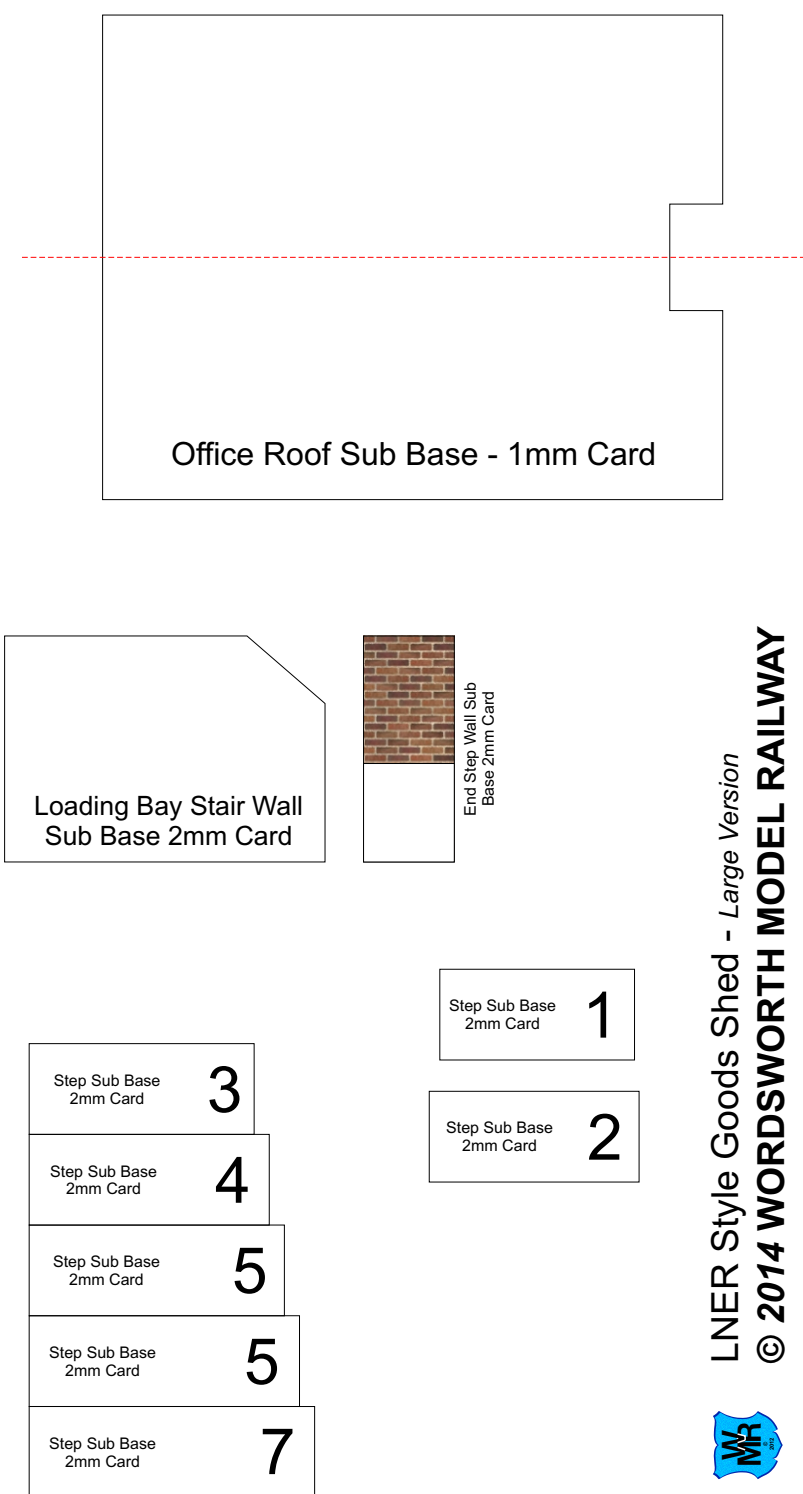 Office Roof Sub Base - 1mm Card
Loading Bay Stair Wall
Sub Base 2mm Card
End Step Wall Sub
Base 2mm Card
Step Sub Base
2mm Card
1
Step Sub Base
2mm Card
2
Step Sub Base
2mm Card
3
Step Sub Base
2mm Card
4
Step Sub Base
2mm Card
5
Step Sub Base
2mm Card
5
Step Sub Base
2mm Card
7
LNER Style Goods Shed - Large Version
© 2014 WORDSWORTH MODEL RAILWAY
WMR
© 2012